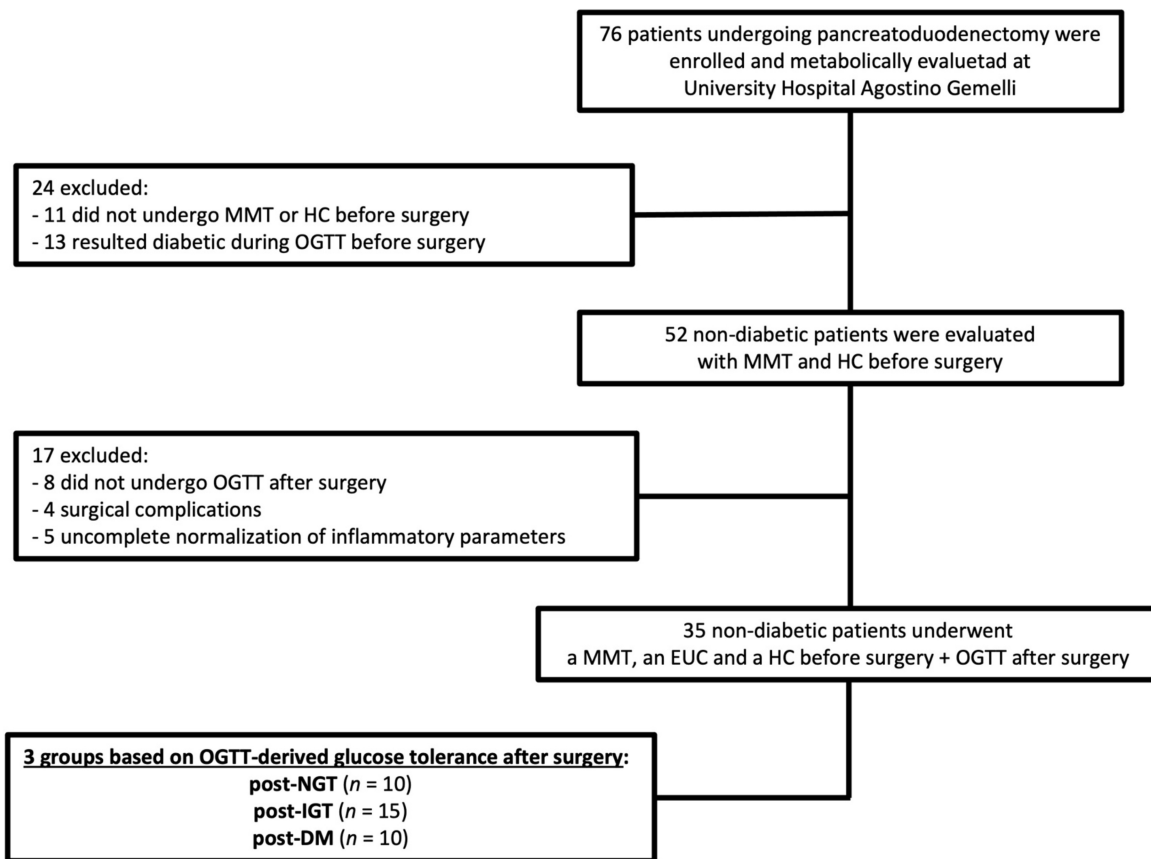 76 patients undergoing pancreatoduodenectomy were
enrolled and metabolically evaluetad at
University Hospital Agostino Gemelli
24 excluded:
- 11 did not undergo MMT or HC before surgery
- 13 resulted diabetic during OGTT before surgery
52 non-diabetic patients were evaluated
with MMT and HC before surgery
17 excluded:
- 8 did not undergo OGTT after surgery
- 4 surgical complications
- 5 uncomplete normalization of inflammatory parameters
35 non-diabetic patients underwent
a MMT, an EUC and a HC before surgery + OGTT after surgery
3 groups based on OGTT-derived glucose tolerance after surgery:
post-NGT (n = 10)
post-IGT (n = 15)
post-DM (n = 10)